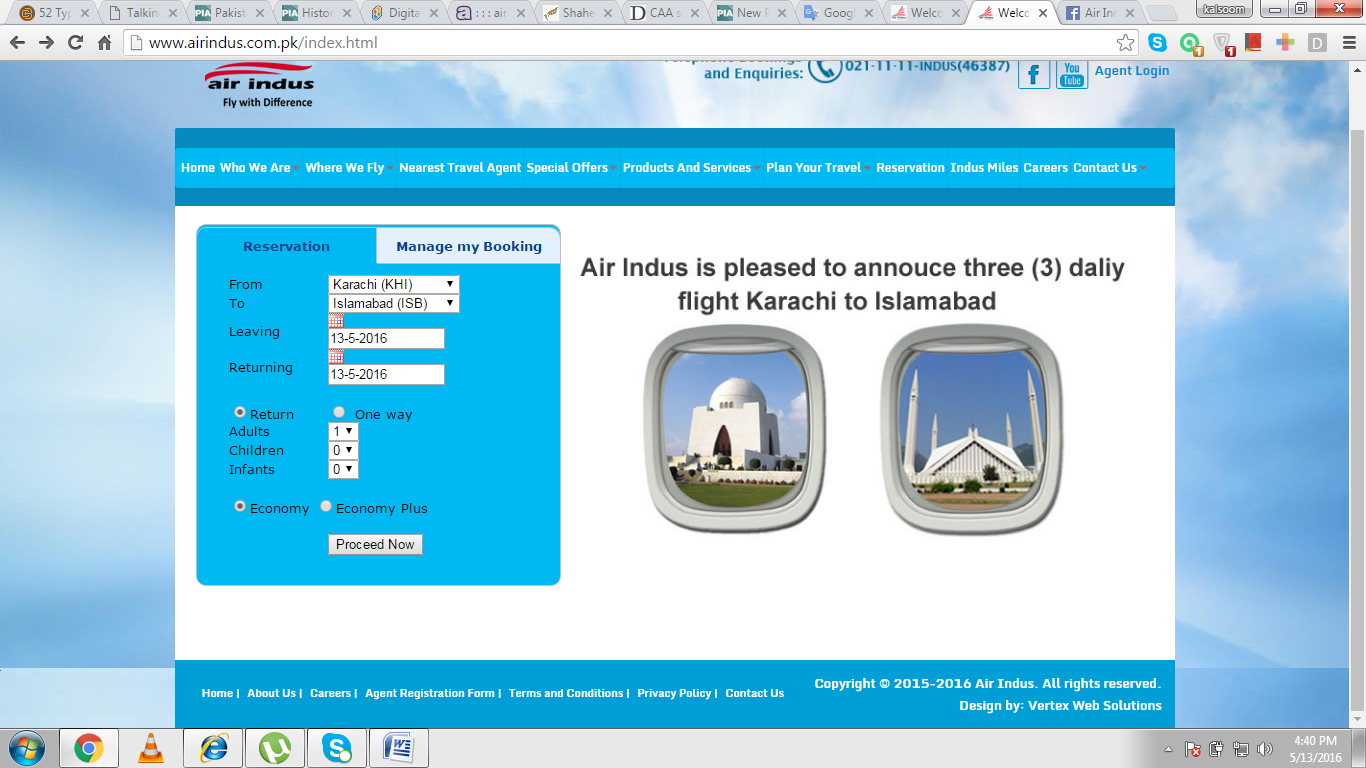 52 Typ
Talkin
PIA Pakist
PIA Histor
Digita
a : : : air
Shahe
D CAA s
PIA New F
Googl
Welco
Welco
Air Inc
kalsoom
www.airindus.com.pk/index.html
air indus
Fly with Difference
and Enquiries:
021-11-11-INDUS(46387)
You Tube
Agent Login
Home Who We Are Where We Fly Nearest Travel Agent Special Offers Products And Services Plan Your Travel Reservation Indus Miles Careers Contact Us
Reservation Manage my Booking
From Karachi (KHI)
To Islamabad (ISB)
Leaving
13-5-2016
Returning
13-5-2016
Return One way
Adults 1
Children 0
Infants 0
Economy Economy Plus
Proceed Now
Air Indus is pleased to annouce three (3) daliy
flight Karachi to Islamabad
Home | About Us | Careers | Agent Registration Form | Terms and Conditions | Privacy Policy | Contact Us
Copyright © 2015-2016 Air Indus. All rights reserved.
Design by: Vertex Web Solutions
4:40 PM
5/13/2016